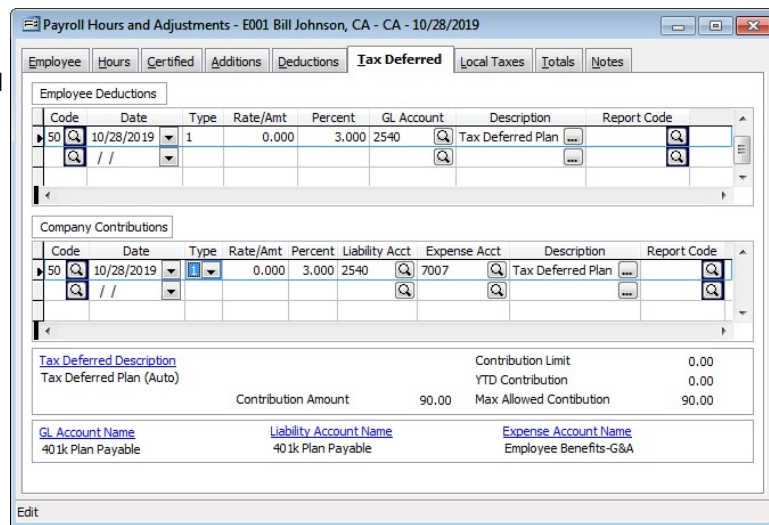 Payroll Hours and Adjustments - E001 Bill Johnson, CA - CA - 10/28/2019
Employee Hours Certified Additions Deductions Tax Deferred Local Taxes Totals Notes
Employee Deductions
Code Date Type Rate/Amt Percent GL Account Description Report Code
50 10/28/2019 1 0.000 3.000 2540 Tax Deferred Plan ...
/ / ...
Company Contributions
Code Date Type Rate/Amt Percent Liability Acct Expense Acct Description Report Code
50 10/28/2019 1 0.000 3.000 2540 7007 Tax Deferred Plan ...
/ / ...
Tax Deferred Description Contribution Limit 0.00
Tax Deferred Plan (Auto) YTD Contribution 0.00
Contribution Amount 90.00 Max Allowed Contibution 90.00
GL Account Name Liability Account Name Expense Account Name
401k Plan Payable 401k Plan Payable Employee Benefits-G&A
Edit